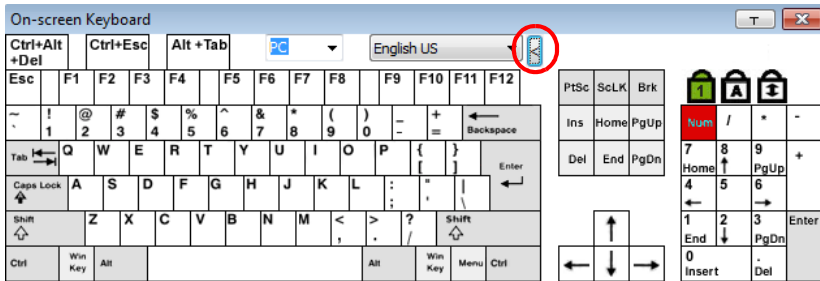 On-screen Keyboard T X
Ctrl+Alt +Del Ctrl+Esc Alt +Tab PC English US <
Esc F1 F2 F3 F4 F5 F6 F7 F8 F9 F10 F11 F12 PtSc ScLK Brk 1 A
~ ` ! 1 @ 2 # 3 $ 4 % 5 ^ 6 & 7 * 8 ( 9 ) 0 _ - + = Backspace Ins Home PgUp Num / * -
Tab Q W E R T Y U I O P { [ } ] Enter Del End PgDn 7 Home 8 9 PgUp +
Caps Lock A S D F G H J K L : ; " ' | \ 4 5 6
Shift Z X C V B N M < , > . ? / Shift 1 End 2 3 PgDn Enter
Ctrl Win Key Alt Alt Win Key Menu Ctrl 0 Insert . Del